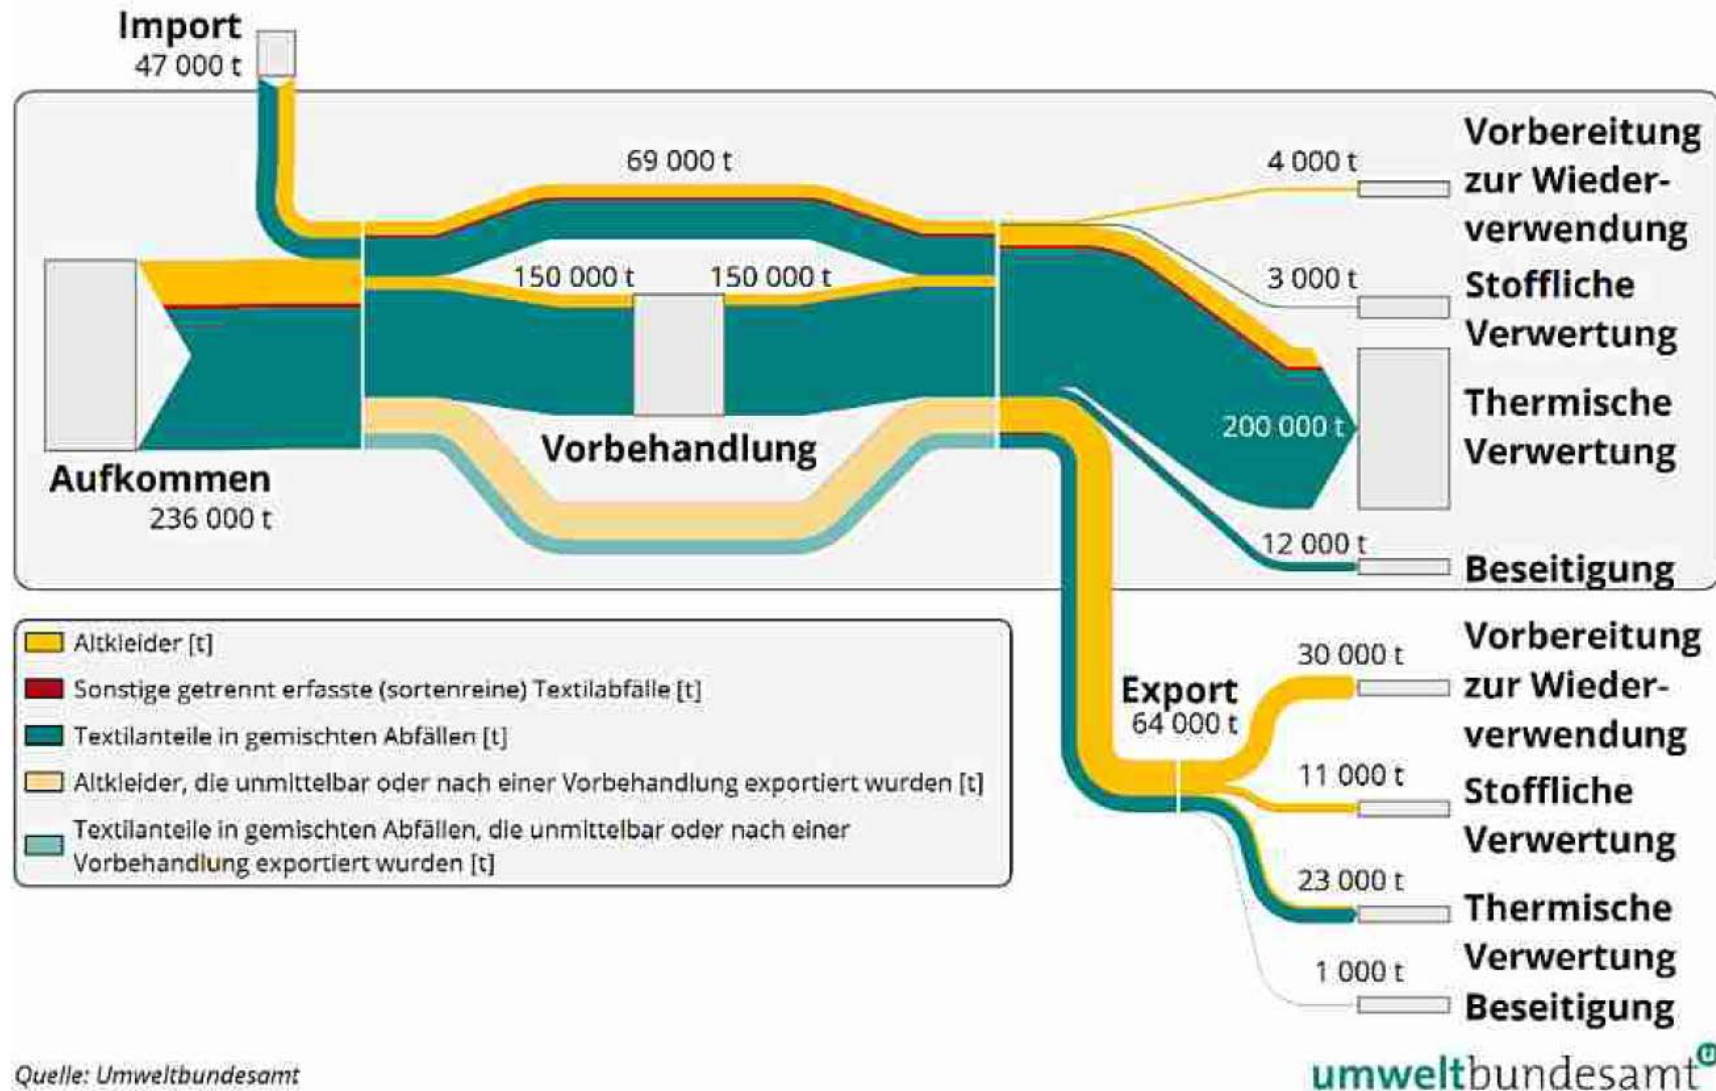 Import
47 000 t
69 000 t
150 000 t
150 000 t
Vorbehandlung
Aufkommen
236 000 t
4 000 t
Vorbereitung
zur Wieder-
verwendung
3 000 t
Stoffliche
Verwertung
200 000 t
Thermische
Verwertung
12 000 t
Beseitigung
Altkleider [t]
Sonstige getrennt erfasste (sortenreine) Textilabfälle [t]
Textilanteile in gemischten Abfällen [t]
Altkleider, die unmittelbar oder nach einer Vorbehandlung exportiert wurden [t]
Textilanteile in gemischten Abfällen, die unmittelbar oder nach einer
Vorbehandlung exportiert wurden [t]
Export
64 000 t
30 000 t
Vorbereitung
zur Wieder-
verwendung
11 000 t
Stoffliche
Verwertung
23 000 t
Thermische
Verwertung
1 000 t
Beseitigung
Quelle: Umweltbundesamt
umweltbundesamt